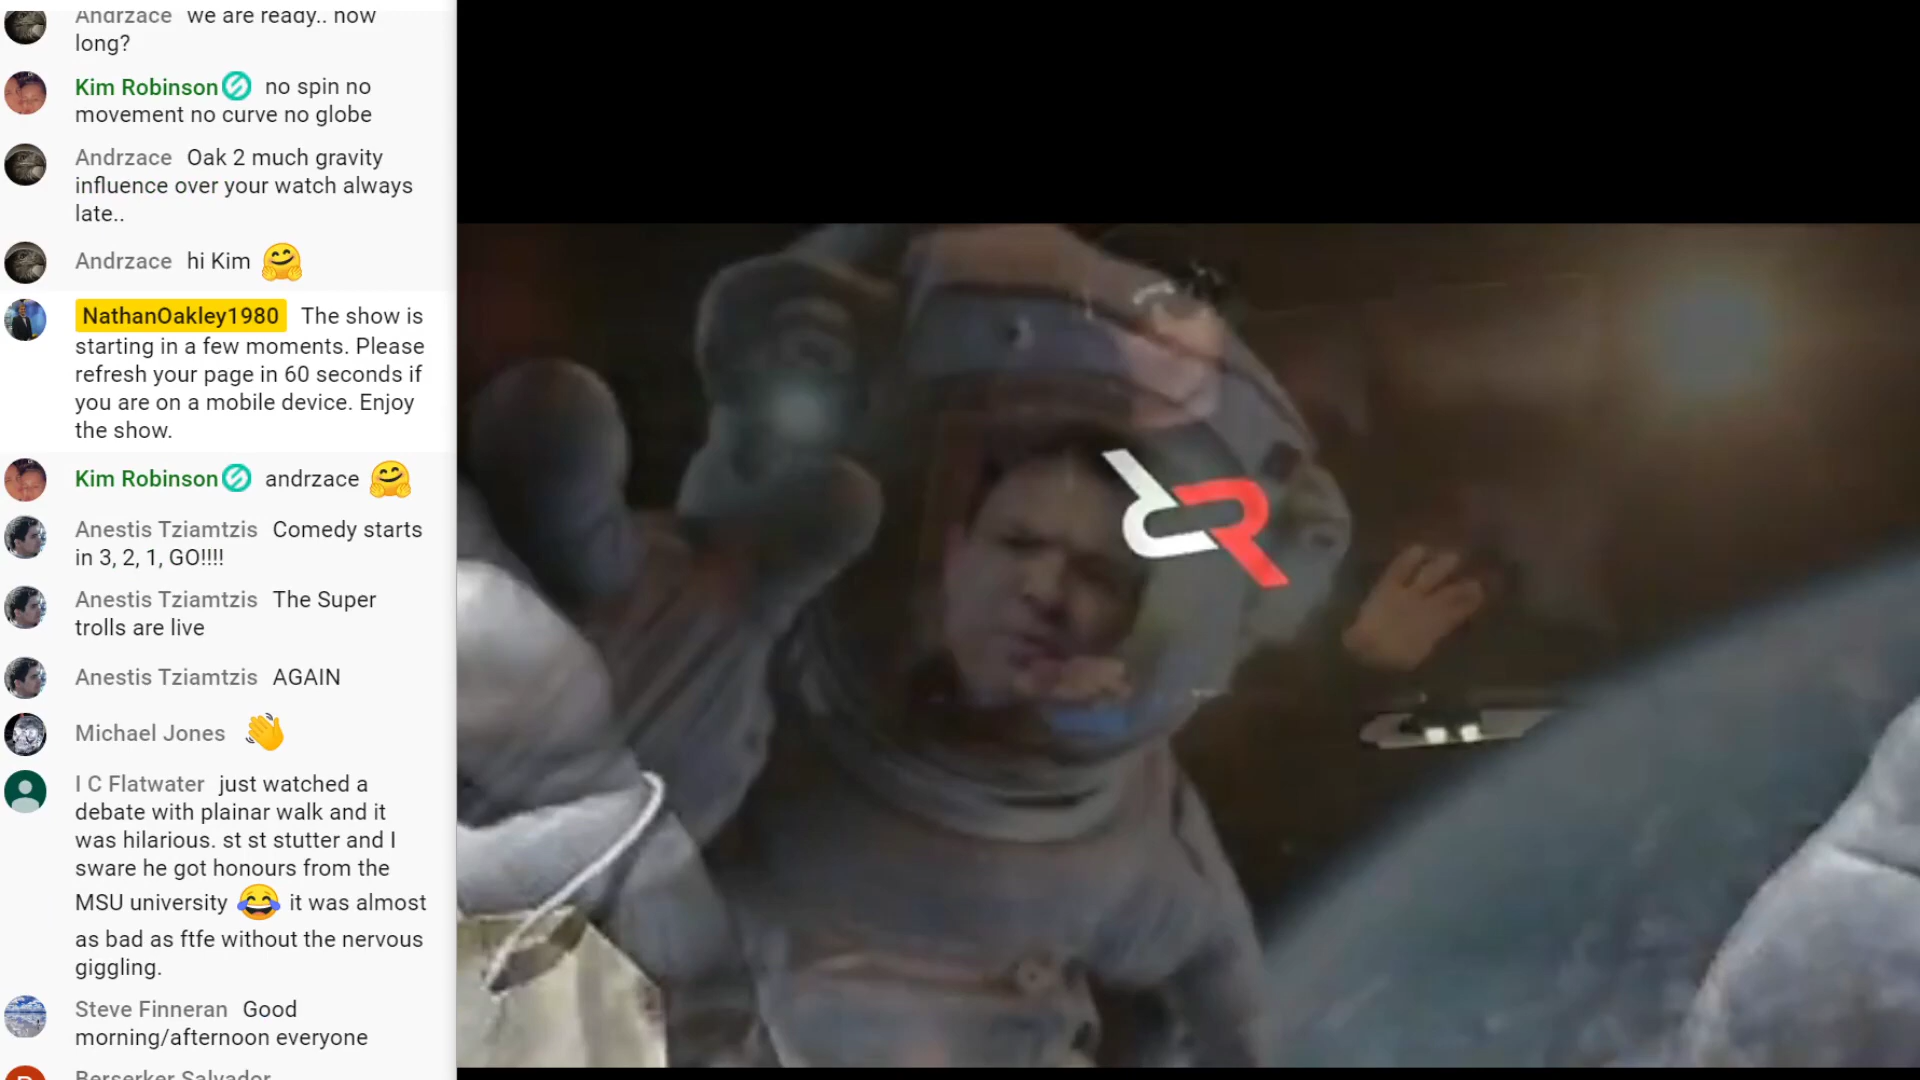 Andrzace we are ready.. how
long?
Kim Robinson no spin no
movement no curve no globe
Andrzace Oak 2 much gravity
influence over your watch always
late..
Andrzace hi Kim 🤗
NathanOakley1980 The show is
starting in a few moments. Please
refresh your page in 60 seconds if
you are on a mobile device. Enjoy
the show.
Kim Robinson andrzace 🤗
Anestis Tziamtzis Comedy starts
in 3, 2, 1, GO!!!!
Anestis Tziamtzis The Super
trolls are live
Anestis Tziamtzis AGAIN
Michael Jones 👋
I C Flatwater just watched a
debate with plainar walk and it
was hilarious. st st stutter and I
sware he got honours from the
MSU university 😂 it was almost
as bad as ftfe without the nervous
giggling.
Steve Finneran Good
morning/afternoon everyone
Berserker Salvador